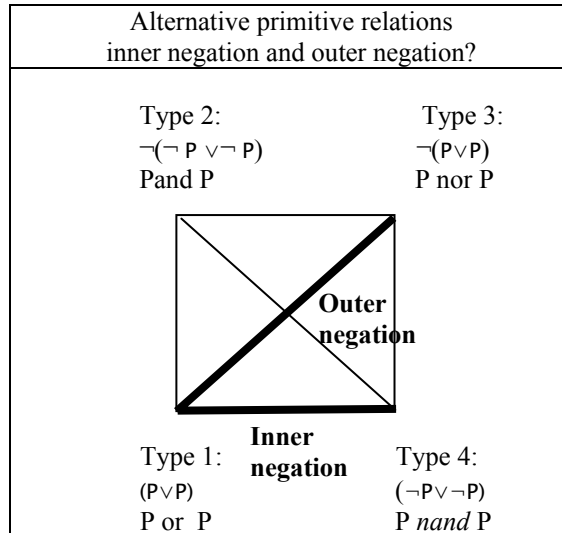 Alternative primitive relations
inner negation and outer negation?
Type 2:
¬(¬ P ∨¬ P)
Pand P
Type 3:
¬(P∨P)
P nor P
Outer
negation
Inner
negation
Type 1:
(P∨P)
P or P
Type 4:
(¬P∨¬P)
P nand P